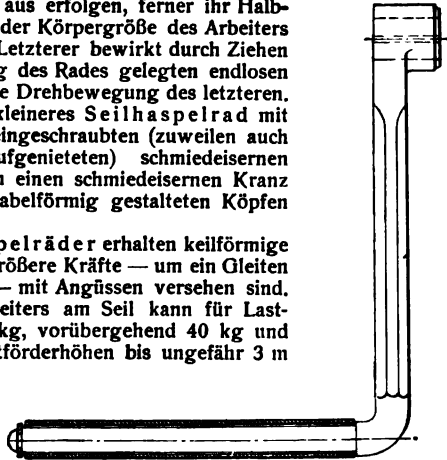 aus erfolgen, ferner ihr Halb-
der Körpergröße des Arbeiters
Letzterer bewirkt durch Ziehen
des Rades gelegten endlosen
e Drehbewegung des letzteren.
kleineres Seilhaspelrad mit
eingeschraubten (zuweilen auch
ufgenieteten) schmiedeisernen
einen schmiedeisernen Kranz
abelförmig gestalteten Köpfen
pelräder erhalten keilförmige
rößere Kräfte — um ein Gleiten
— mit Angüssen versehen sind.
eiters am Seil kann für Last-
kg, vorübergehend 40 kg und
tförderhöhen bis ungefähr 3 m